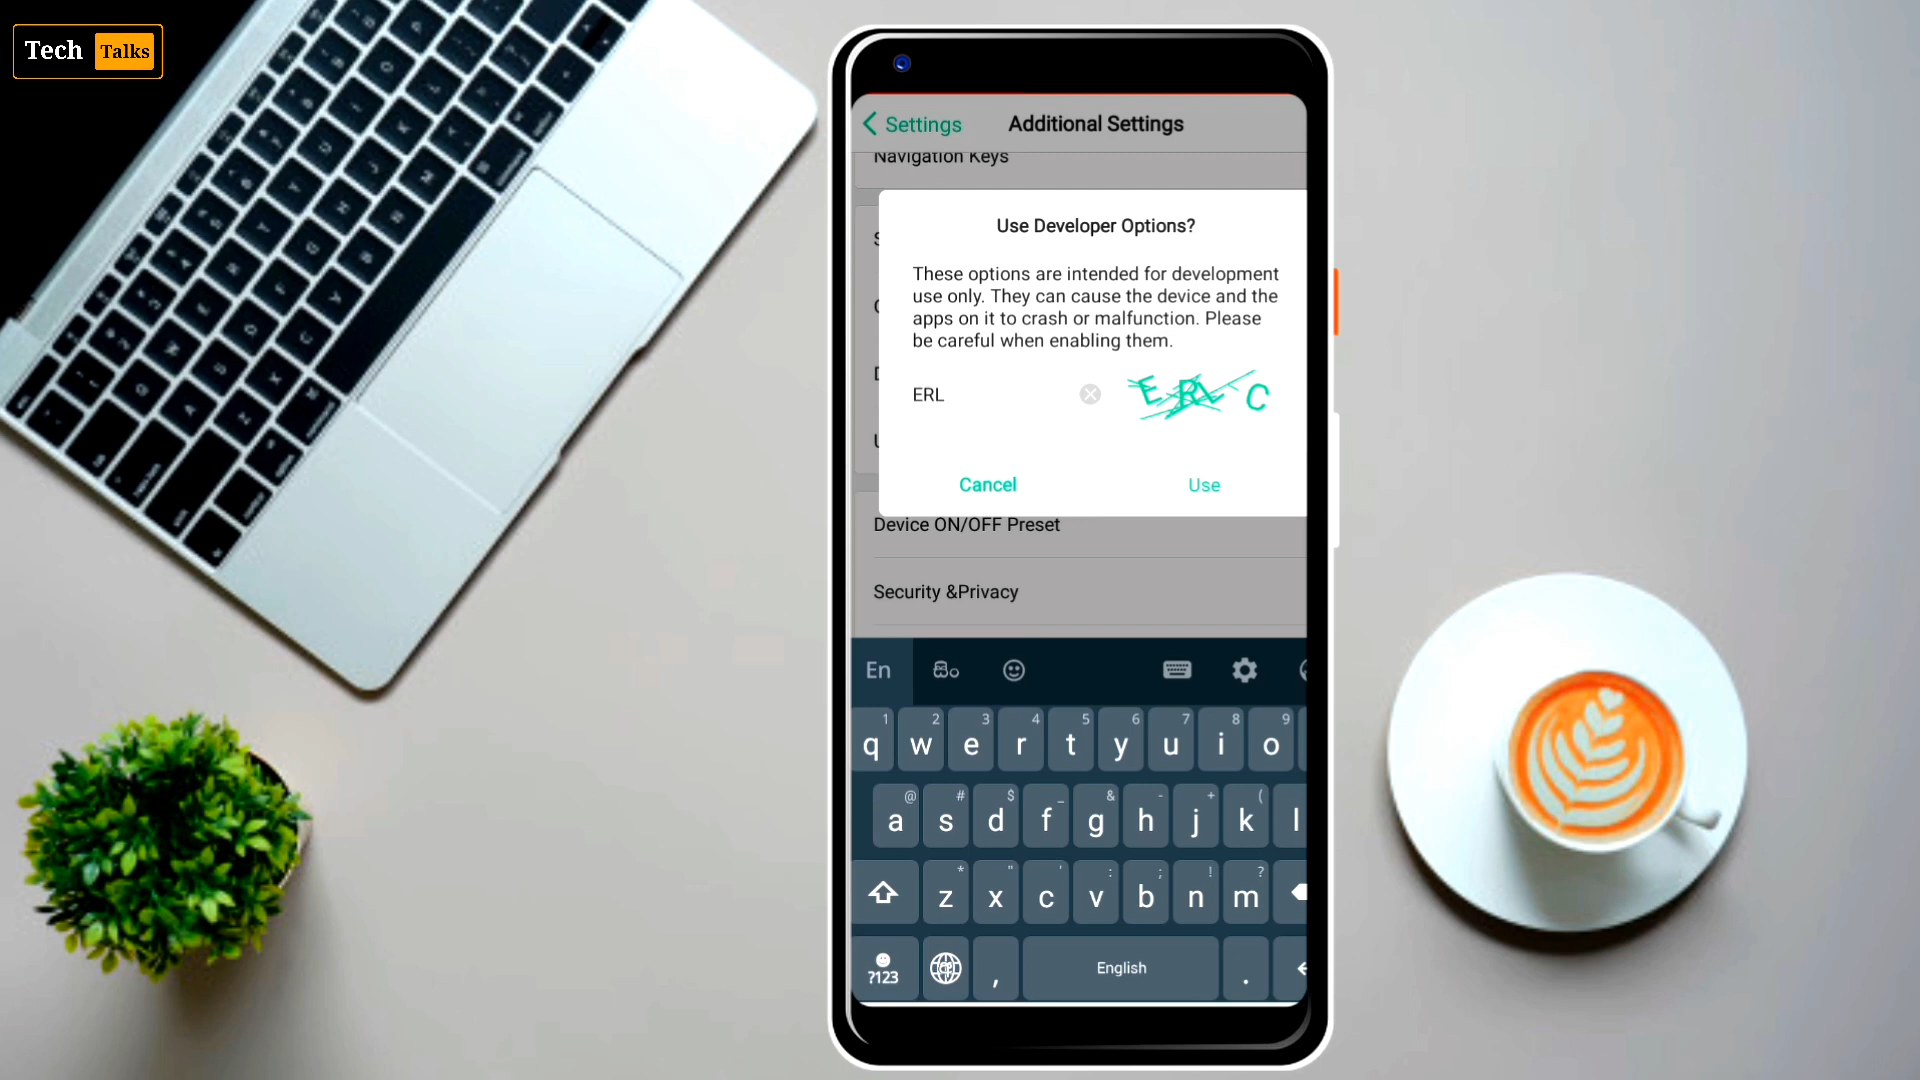 Tech Talks
Settings
Additional Settings
Navigation Keys
Use Developer Options?
These options are intended for development
use only. They can cause the device and the
apps on it to crash or malfunction. Please
be careful when enabling them.
ERL
ERLC
Cancel
Use
Device ON/OFF Preset
Security &Privacy
En
1 2 3 4 5 6 7 8 9
q w e r t y u i o
@ # $ _ & - + (
a s d f g h j k l
* " ' : ; ! ?
z x c v b n m
?123 , English .